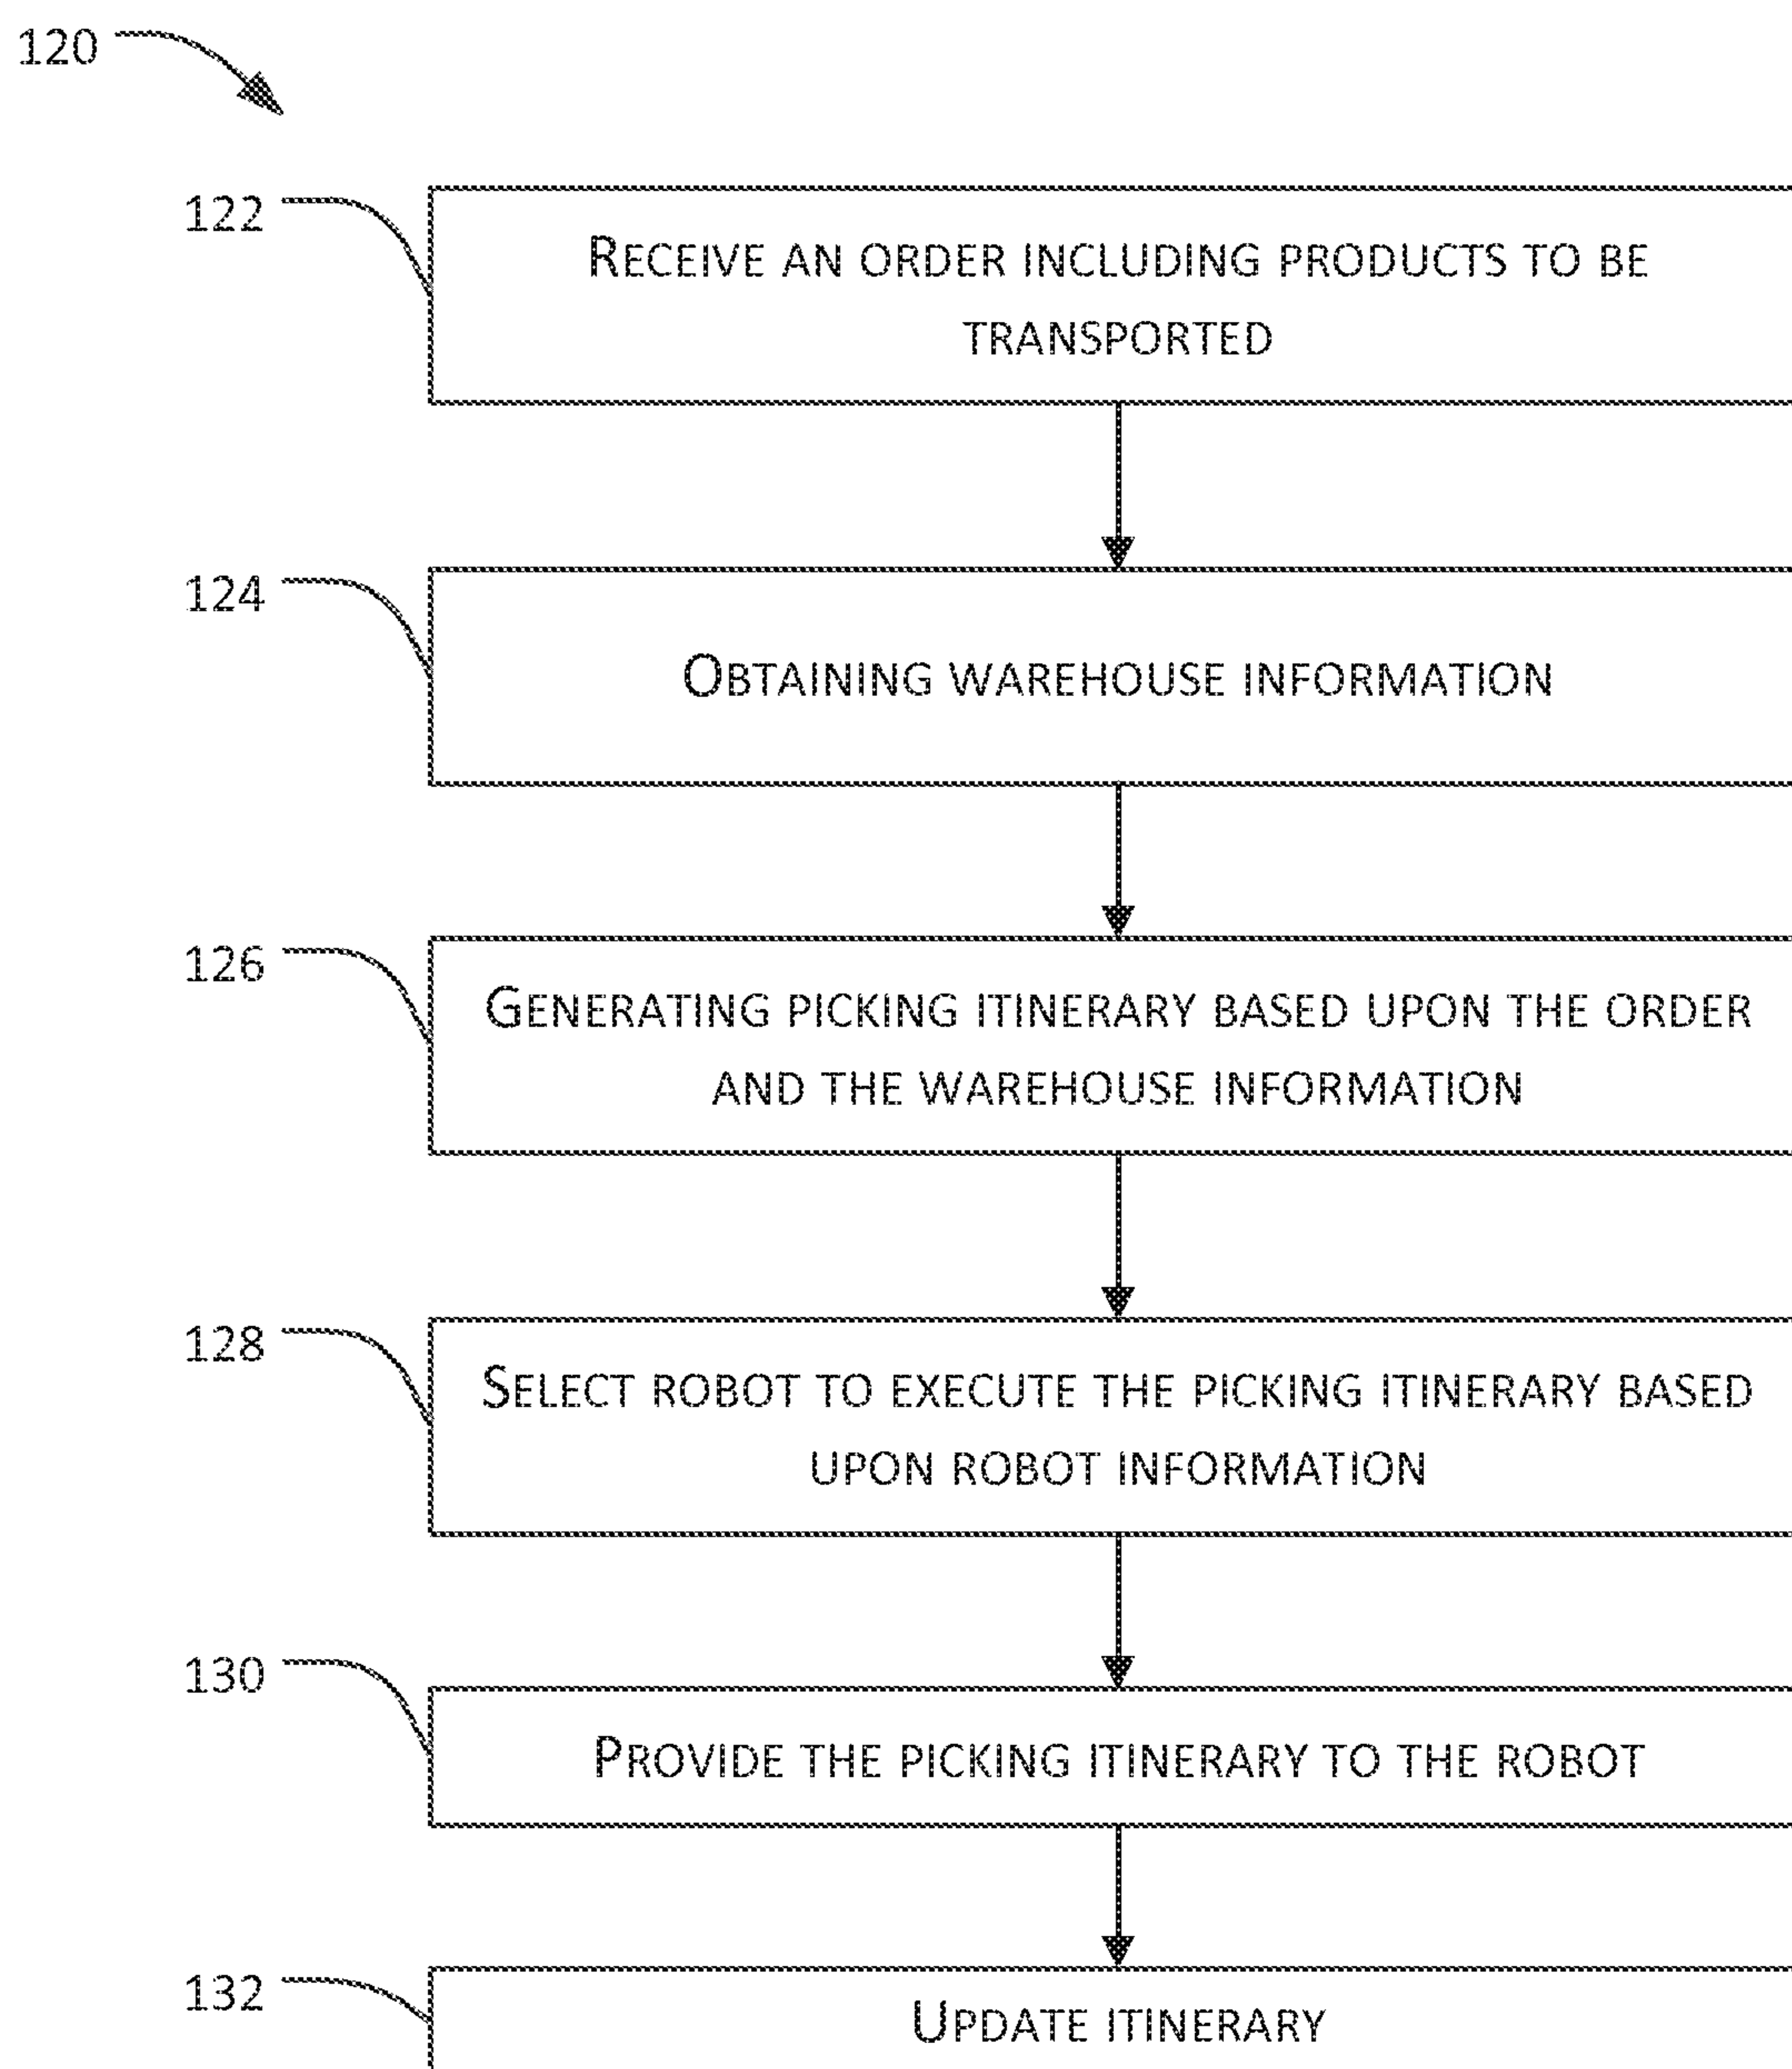 120
122
RECEIVE AN ORDER INCLUDING PRODUCTS TO BE
TRANSPORTED
124
OBTAINING WAREHOUSE INFORMATION
126
GENERATING PICKING ITINERARY BASED UPON THE ORDER
AND THE WAREHOUSE INFORMATION
128
SELECT ROBOT TO EXECUTE THE PICKING ITINERARY BASED
UPON ROBOT INFORMATION
130
PROVIDE THE PICKING ITINERARY TO THE ROBOT
132
UPDATE ITINERARY